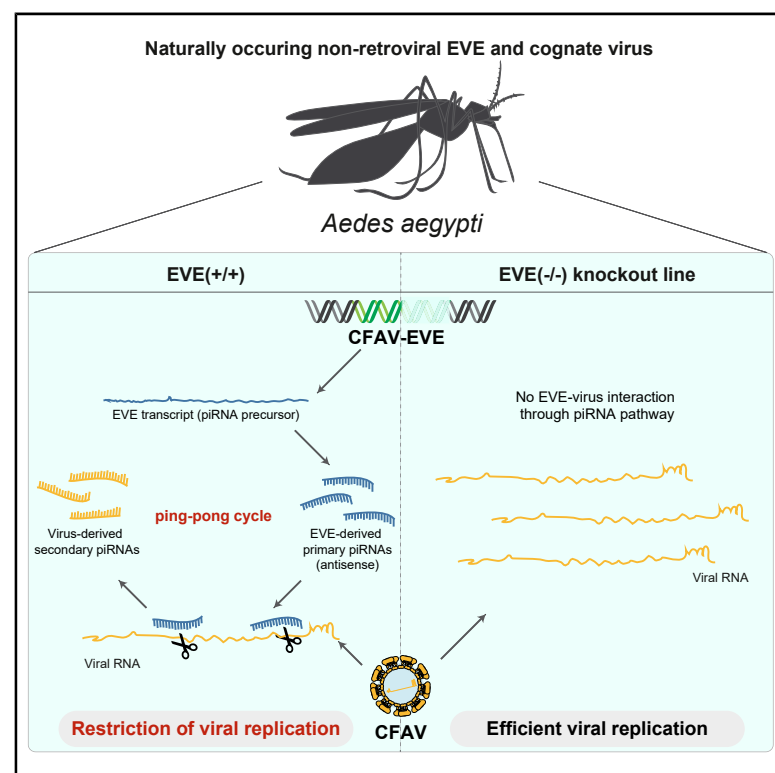 Naturally occuring non-retroviral EVE and cognate virus
Aedes aegypti
EVE(+/+)
EVE(-/-) knockout line
CFAV-EVE
EVE transcript (piRNA precursor)
No EVE-virus interaction
through piRNA pathway
ping-pong cycle
Virus-derived
secondary piRNAs
EVE-derived
primary piRNAs
(antisense)
Viral RNA
Viral RNA
Restriction of viral replication
CFAV
Efficient viral replication